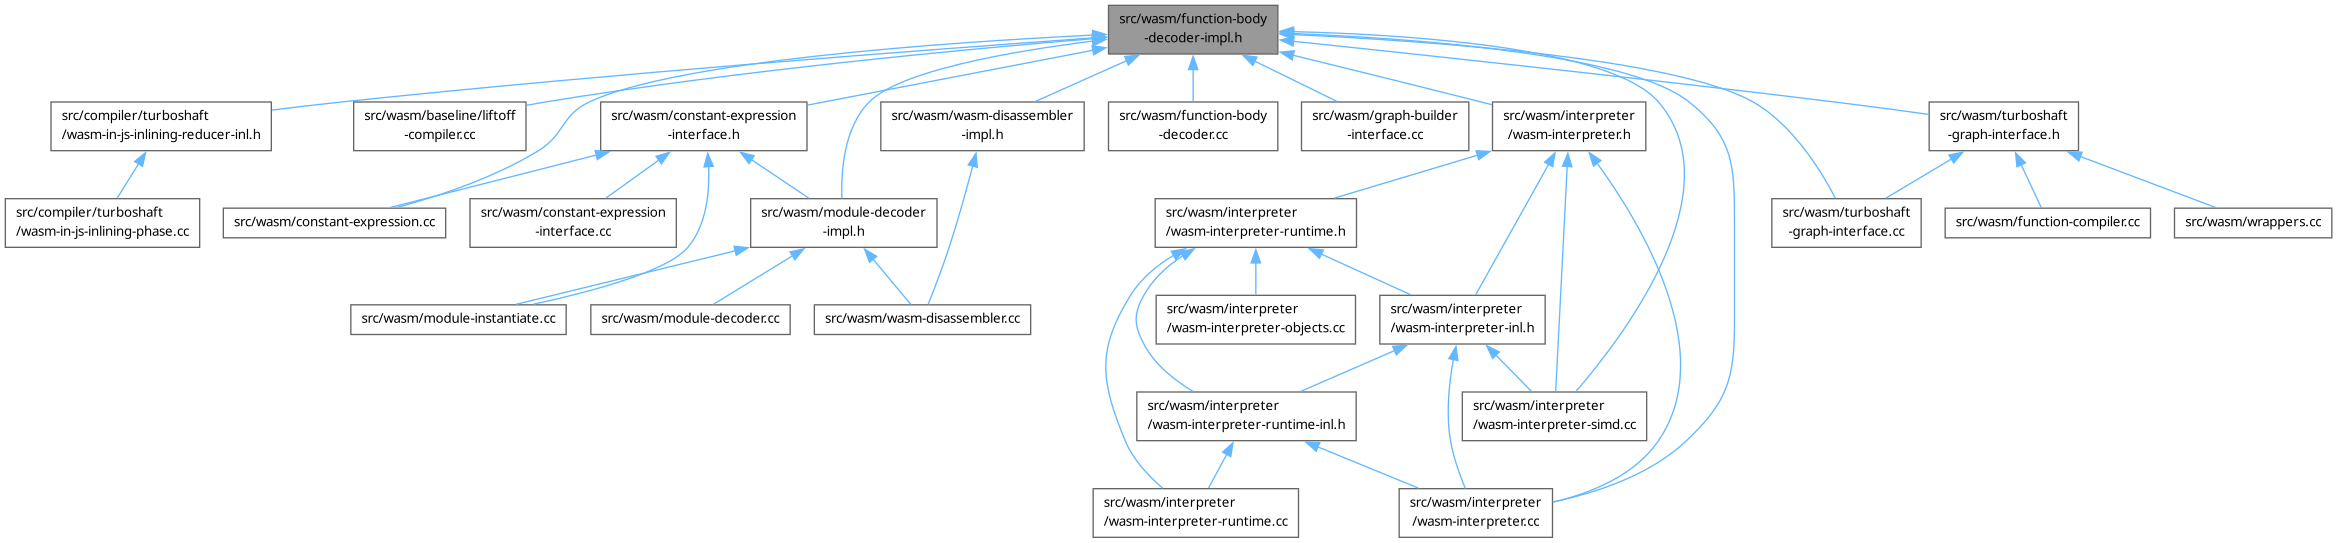 src/wasm/function-body
-decoder-impl.h
src/compiler/turboshaft
/wasm-in-js-inlining-reducer-inl.h
src/wasm/baseline/liftoff
-compiler.cc
src/wasm/constant-expression
-interface.h
src/wasm/wasm-disassembler
-impl.h
src/wasm/function-body
-decoder.cc
src/wasm/graph-builder
-interface.cc
src/wasm/interpreter
/wasm-interpreter.h
src/wasm/turboshaft
-graph-interface.h
src/compiler/turboshaft
/wasm-in-js-inlining-phase.cc
src/wasm/constant-expression.cc
src/wasm/constant-expression
-interface.cc
src/wasm/module-decoder
-impl.h
src/wasm/interpreter
/wasm-interpreter-runtime.h
src/wasm/turboshaft
-graph-interface.cc
src/wasm/function-compiler.cc
src/wasm/wrappers.cc
src/wasm/module-instantiate.cc
src/wasm/module-decoder.cc
src/wasm/wasm-disassembler.cc
src/wasm/interpreter
/wasm-interpreter-objects.cc
src/wasm/interpreter
/wasm-interpreter-inl.h
src/wasm/interpreter
/wasm-interpreter-runtime-inl.h
src/wasm/interpreter
/wasm-interpreter-simd.cc
src/wasm/interpreter
/wasm-interpreter-runtime.cc
src/wasm/interpreter
/wasm-interpreter.cc